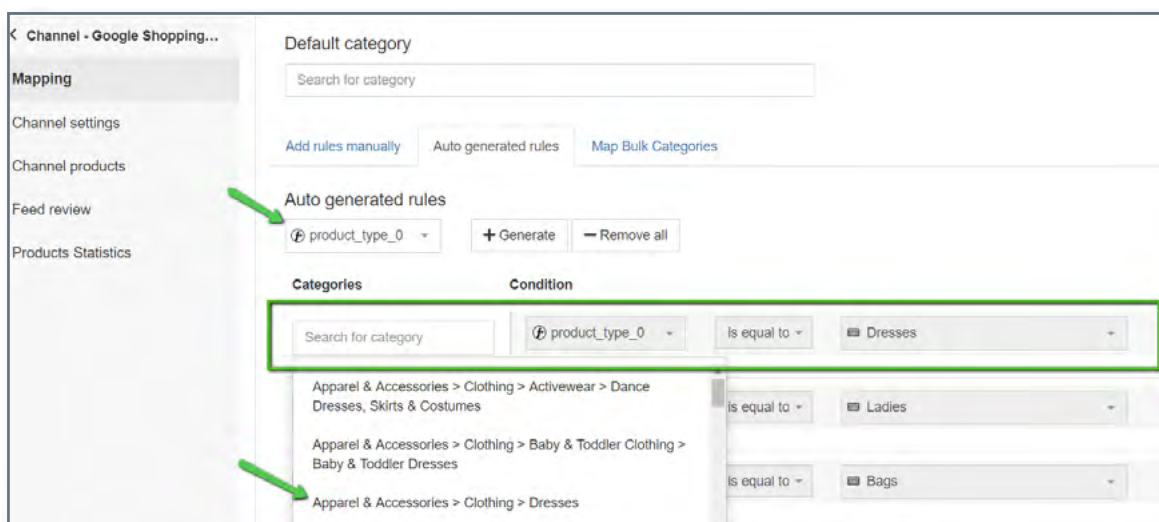 Channel - Google Shopping...
Mapping
Channel settings
Channel products
Feed review
Products Statistics
Default category
Search for category
Add rules manually
Auto generated rules
Map Bulk Categories
Auto generated rules
product_type_0
+ Generate
− Remove all
Categories
Condition
Search for category
product_type_0
Is equal to
Dresses
Apparel & Accessories > Clothing > Activewear > Dance
Dresses, Skirts & Costumes
Is equal to
Ladies
Apparel & Accessories > Clothing > Baby & Toddler Clothing >
Baby & Toddler Dresses
Is equal to
Bags
Apparel & Accessories > Clothing > Dresses